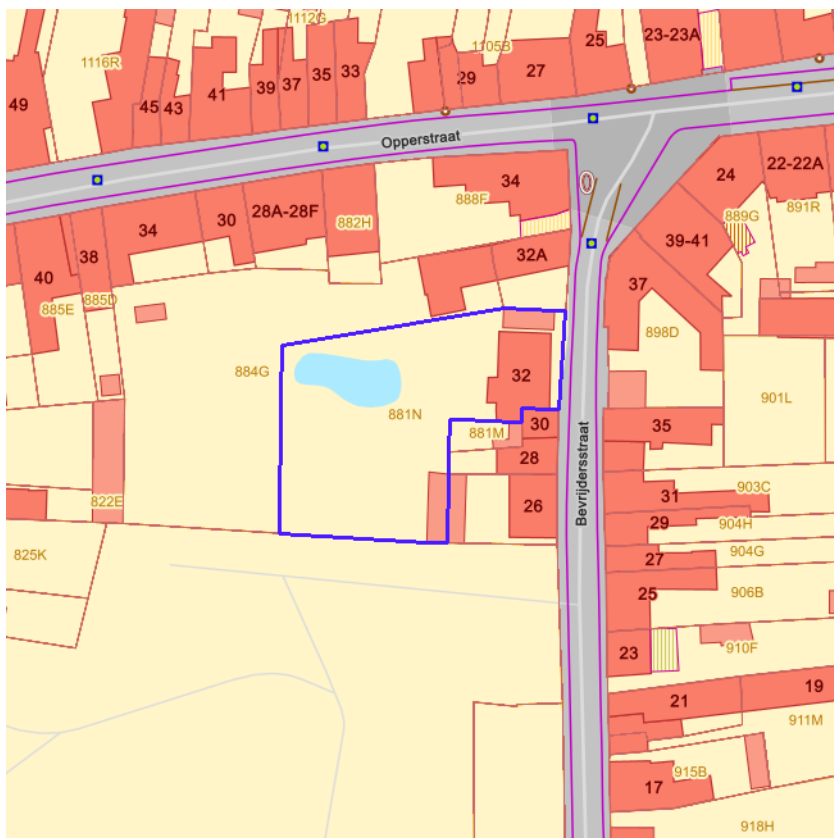 1112G
23-23A
25
1105B
1116R
33
35
37
39
41
29
27
49
45
43
Opperstraat
34
24
22-22A
888F
889G
891R
28A-28F
882H
34
30
38
39-41
32A
40
37
885D
885E
898D
884G
32
901L
881N
30
881M
35
Bevrijdersstraat
28
903C
31
822E
26
29
904H
825K
27
904G
25
906B
23
910F
19
21
911M
915B
17
918H